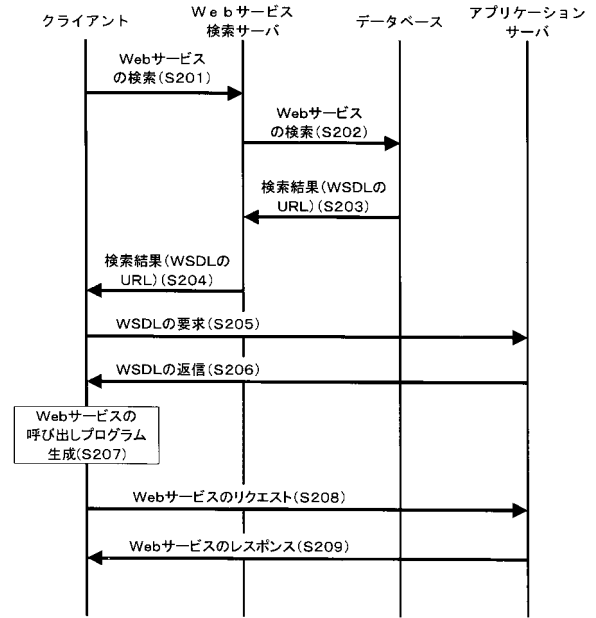 クライアント
Ｗｅｂサービス
検索サーバ
データベース
アプリケーション
サーバ
Webサービス
の検索(S201)
Webサービス
の検索(S202)
検索結果(WSDLの
URL)(S203)
検索結果(WSDLの
URL)(S204)
WSDLの要求(S205)
WSDLの返信(S206)
Webサービスの
呼び出しプログラム
生成(S207)
Webサービスのリクエスト(S208)
Webサービスのレスポンス(S209)